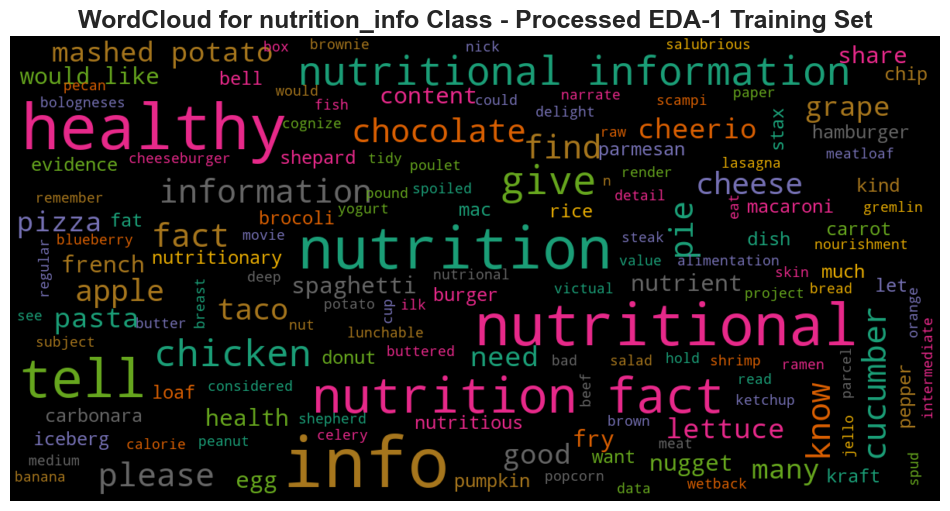 WordCloud for nutrition_info Class - Processed EDA-1 Training Set
mashed potato box brownie nick salubrious share
would like pecan bell nutritional information chip
bologneses would content could narrate scampi paper grape
healthy fish cognize chocolate delight raw cheerio stax hamburger
find parmesan
evidence cheeseburger shepard tidy poulet render lasagna meatloaf
remember information pound spoiled give n detail cheese kind
pizza fat brocoli yogurt mac rice eat macaroni gremlin
blueberry fact movie nutrition steak pie dish carrot
regular french nutritionary value alimentation nourishment
apple deep spaghetti nutrional victual nutrient skin much let
breast potato ilk burger project bread orange
see pasta butter taco nut cup lunchable nutritional
subject chicken donut buttered need bad salad hold shrimp ramen cucumber intermediate
tell loaf considered nutrition fact beef read know parcel pepper
carbonara health shepherd nutritious brown ketchup
iceberg calorie peanut celery info fry lettuce meat jello
medium good want nugget many kraft spud
banana please egg pumpkin popcorn data wetback